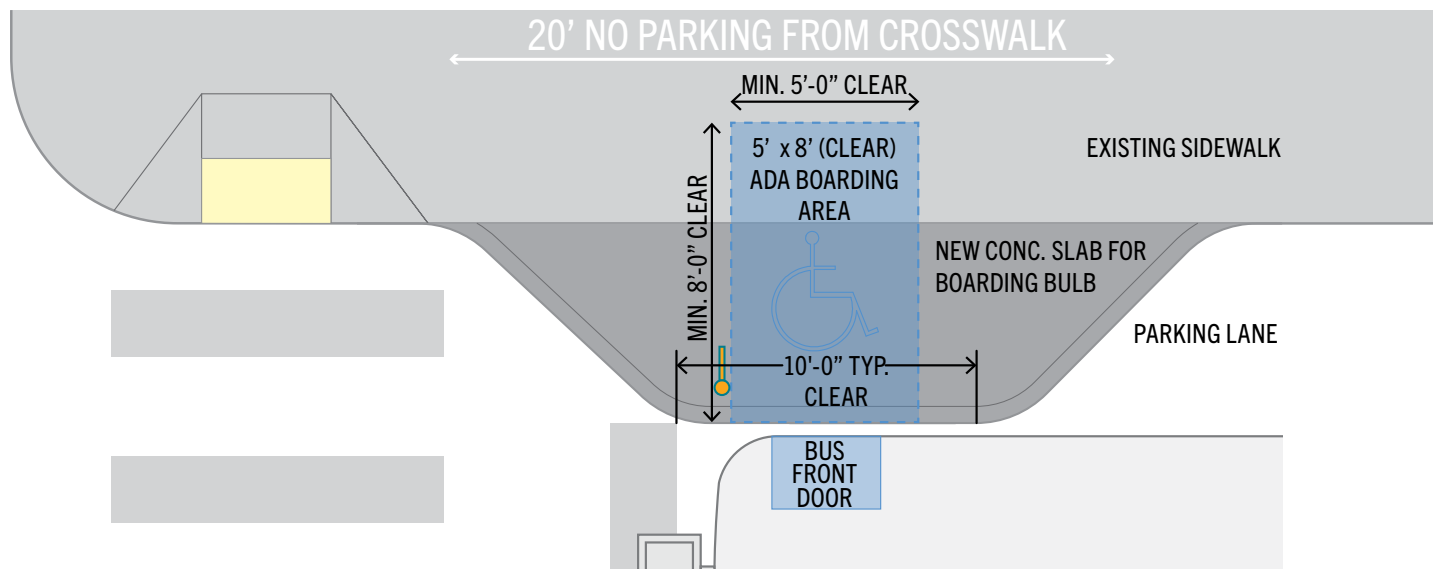 20’ NO PARKING FROM CROSSWALK
MIN. 5’-0” CLEAR
5’ x 8’ (CLEAR)
ADA BOARDING
AREA
EXISTING SIDEWALK
MIN. 8’-0” CLEAR
NEW CONC. SLAB FOR
BOARDING BULB
PARKING LANE
10'-0” TYP.
CLEAR
BUS
FRONT
DOOR